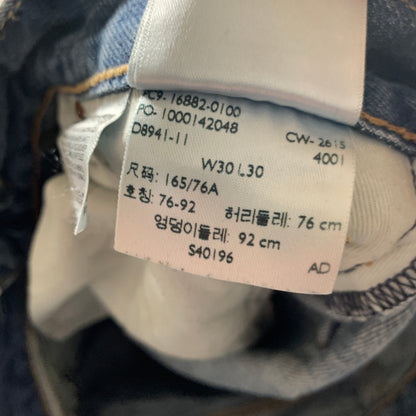 PC9-16882-0100
PO- 1000142048
D8941-11 CW- 2615
4001
W30 L30
尺码: 165/76A
호칭: 76-92 허리둘레: 76 cm
엉덩이둘레: 92 cm
S40196
AD